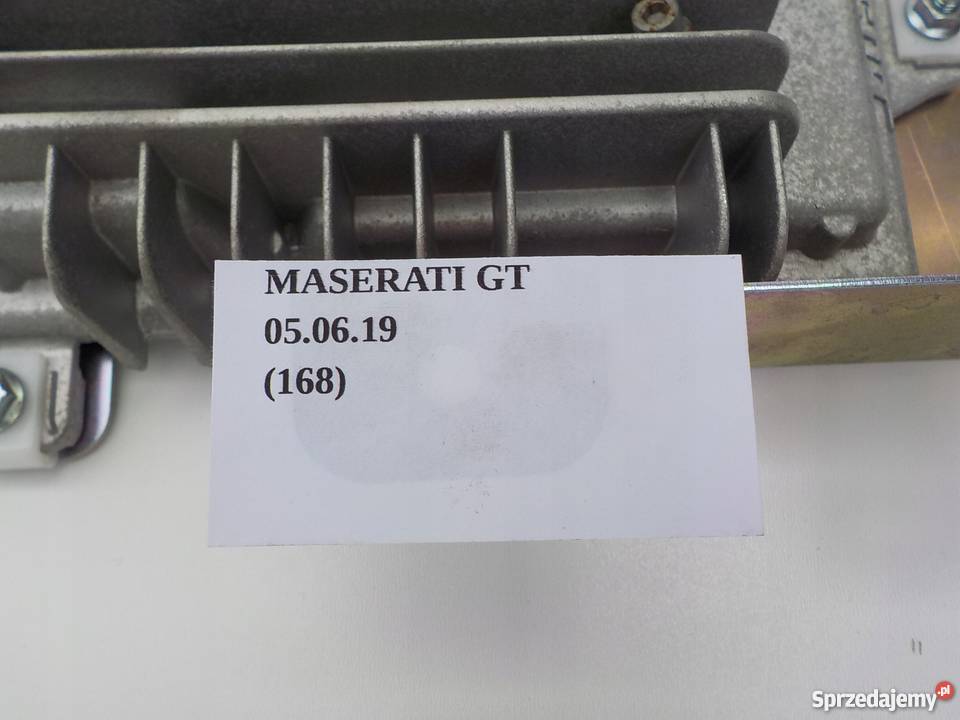 MASERATI GT
05.06.19
(168)
Sprzedajemy.pl